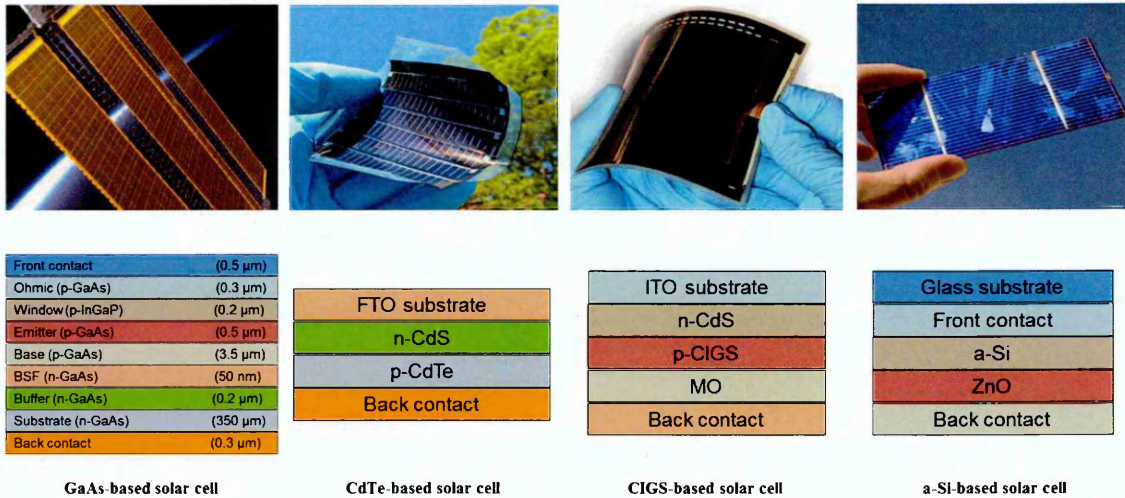 Front contact (0.5 µm)
Ohmic (p-GaAs) (0.3 µm)
Window (p-InGaP) (0.2 µm)
Emitter (p-GaAs) (0.5 µm)
Base (p-GaAs) (3.5 µm)
BSF (n-GaAs) (50 nm)
Buffer (n-GaAs) (0.2 µm)
Substrate (n-GaAs) (350 µm)
Back contact (0.3 µm)
GaAs-based solar cell
FTO substrate
n-CdS
p-CdTe
Back contact
CdTe-based solar cell
ITO substrate
n-CdS
p-CIGS
MO
Back contact
CIGS-based solar cell
Glass substrate
Front contact
a-Si
ZnO
Back contact
a-Si-based solar cell